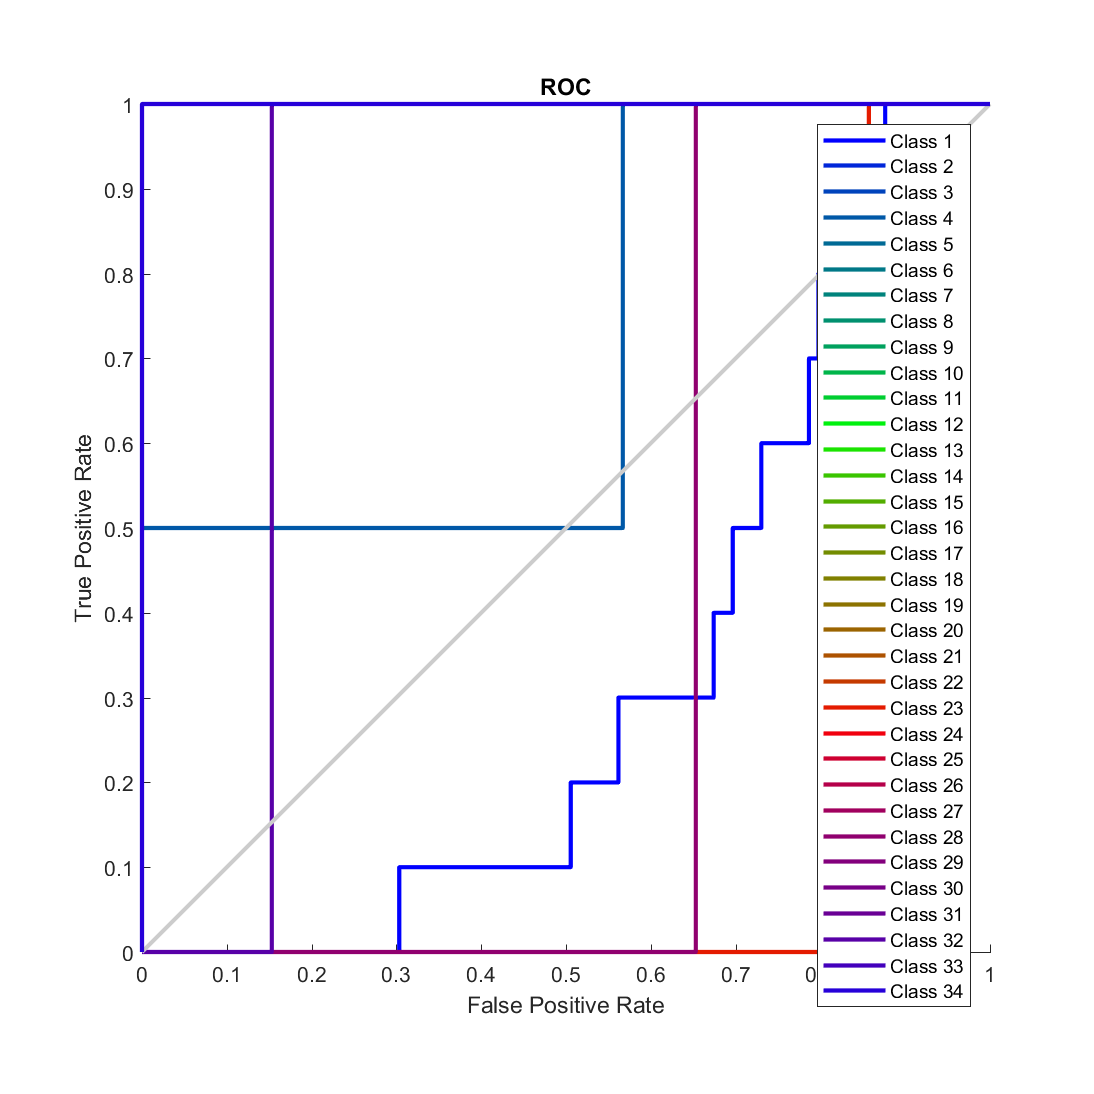 ROC
1
0.9
0.8
0.7
0.6
0.5
0.4
0.3
0.2
0.1
0
True Positive Rate
Class 1
Class 2
Class 3
Class 4
Class 5
Class 6
Class 7
Class 8
Class 9
Class 10
Class 11
Class 12
Class 13
Class 14
Class 15
Class 16
Class 17
Class 18
Class 19
Class 20
Class 21
Class 22
Class 23
Class 24
Class 25
Class 26
Class 27
Class 28
Class 29
Class 30
Class 31
Class 32
Class 33
Class 34
0 0.1 0.2 0.3 0.4 0.5 0.6 0.7 1
False Positive Rate